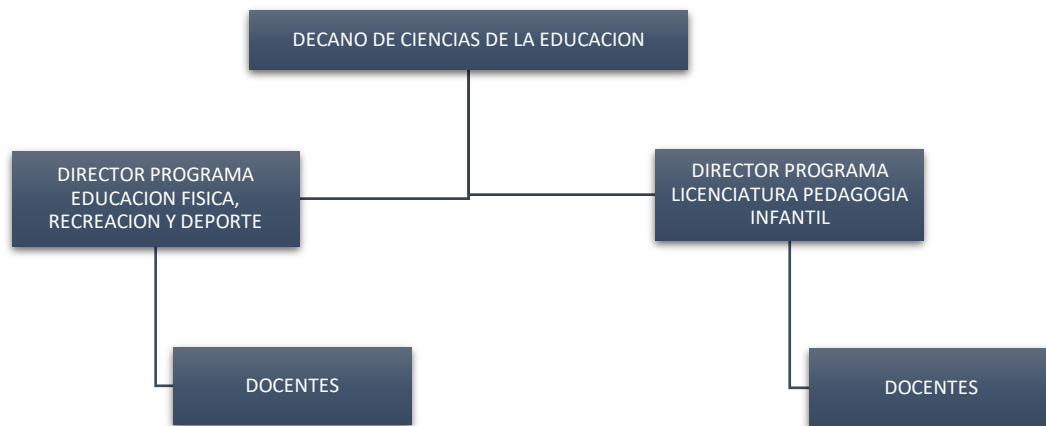 DECANO DE CIENCIAS DE LA EDUCACION
DIRECTOR PROGRAMA
EDUCACION FISICA,
RECREACION Y DEPORTE
DIRECTOR PROGRAMA
LICENCIATURA PEDAGOGIA
INFANTIL
DOCENTES
DOCENTES